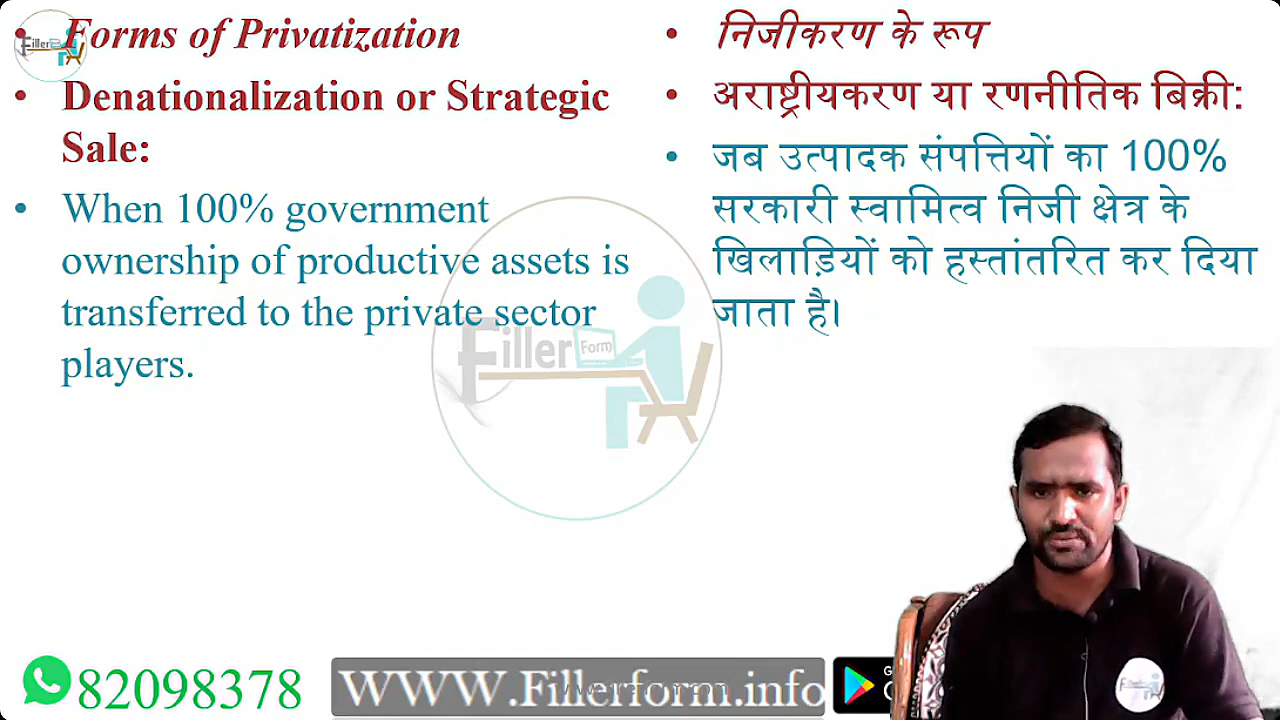 Forms of Privatization
Denationalization or Strategic
Sale:
When 100% government
ownership of productive assets is
transferred to the private sector
players.
निजीकरण के रूप
अराष्ट्रीयकरण या रणनीतिक बिक्री:
जब उत्पादक संपत्तियों का 100%
सरकारी स्वामित्व निजी क्षेत्र के
खिलाड़ियों को हस्तांतरित कर दिया
जाता है।
Filler Form
82098378
WWW.Fillerform.info